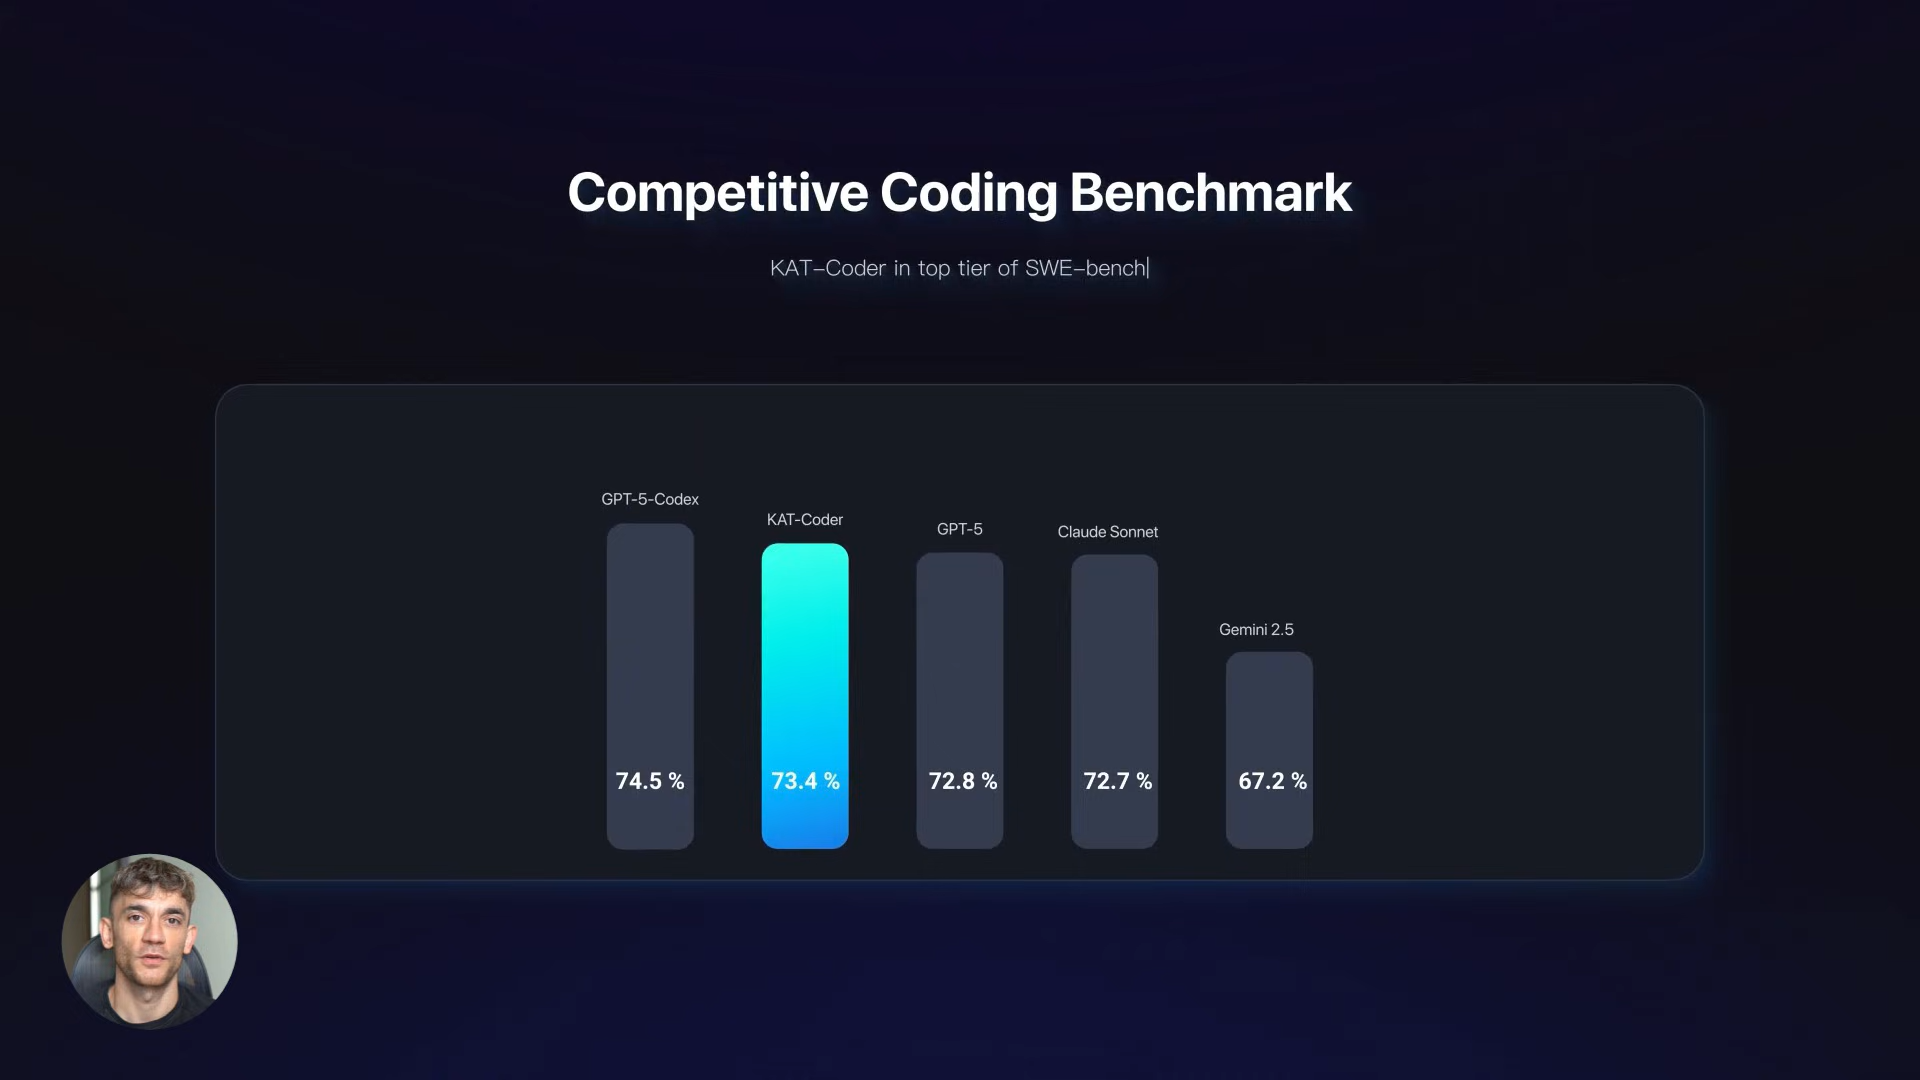 Competitive Coding Benchmark
KAT-Coder in top tier of SWE-bench
GPT-5-Codex
KAT-Coder
GPT-5
Claude Sonnet
Gemini 2.5
74.5 %
73.4 %
72.8 %
72.7 %
67.2 %